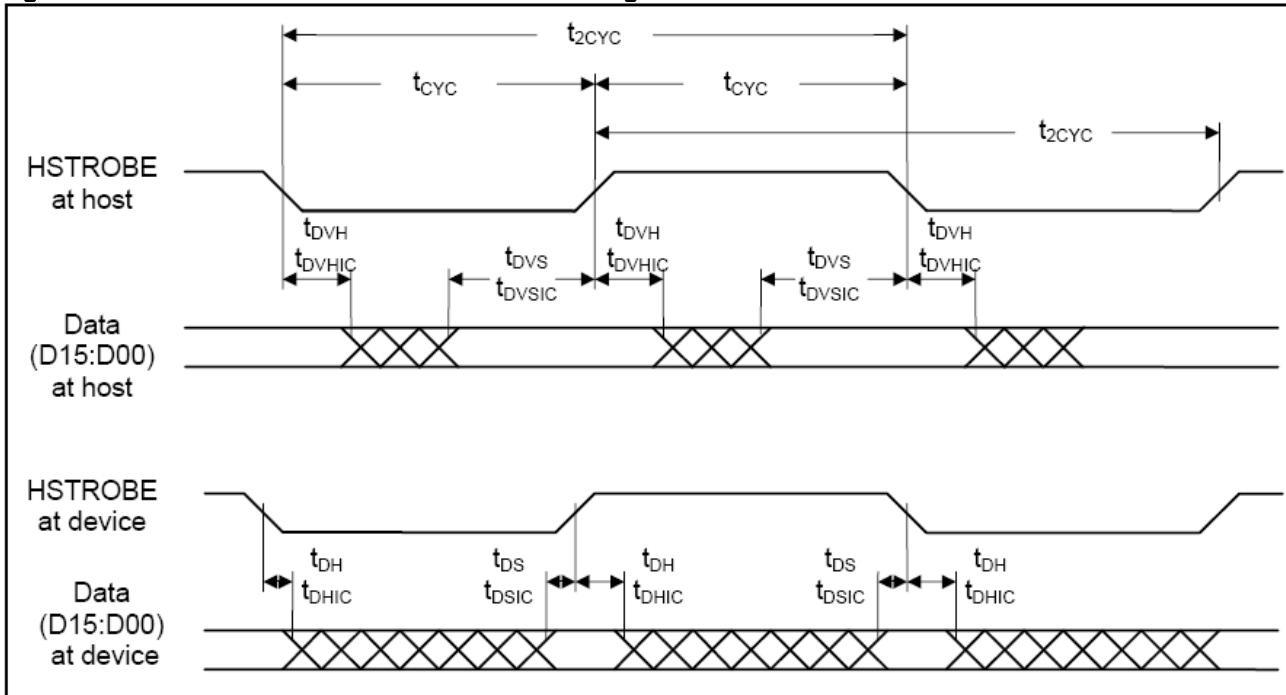 t2CYC
tCYC tCYC
t2CYC
HSTROBE
at host
tDVH tDVH tDVH
tDVHIC tDVS tDVHIC tDVS tDVHIC
tDVSIC tDVSIC
Data
(D15:D00)
at host
HSTROBE
at device
tDH tDS tDH tDS tDH
tDHIC tDSIC tDHIC tDSIC tDHIC
Data
(D15:D00)
at device